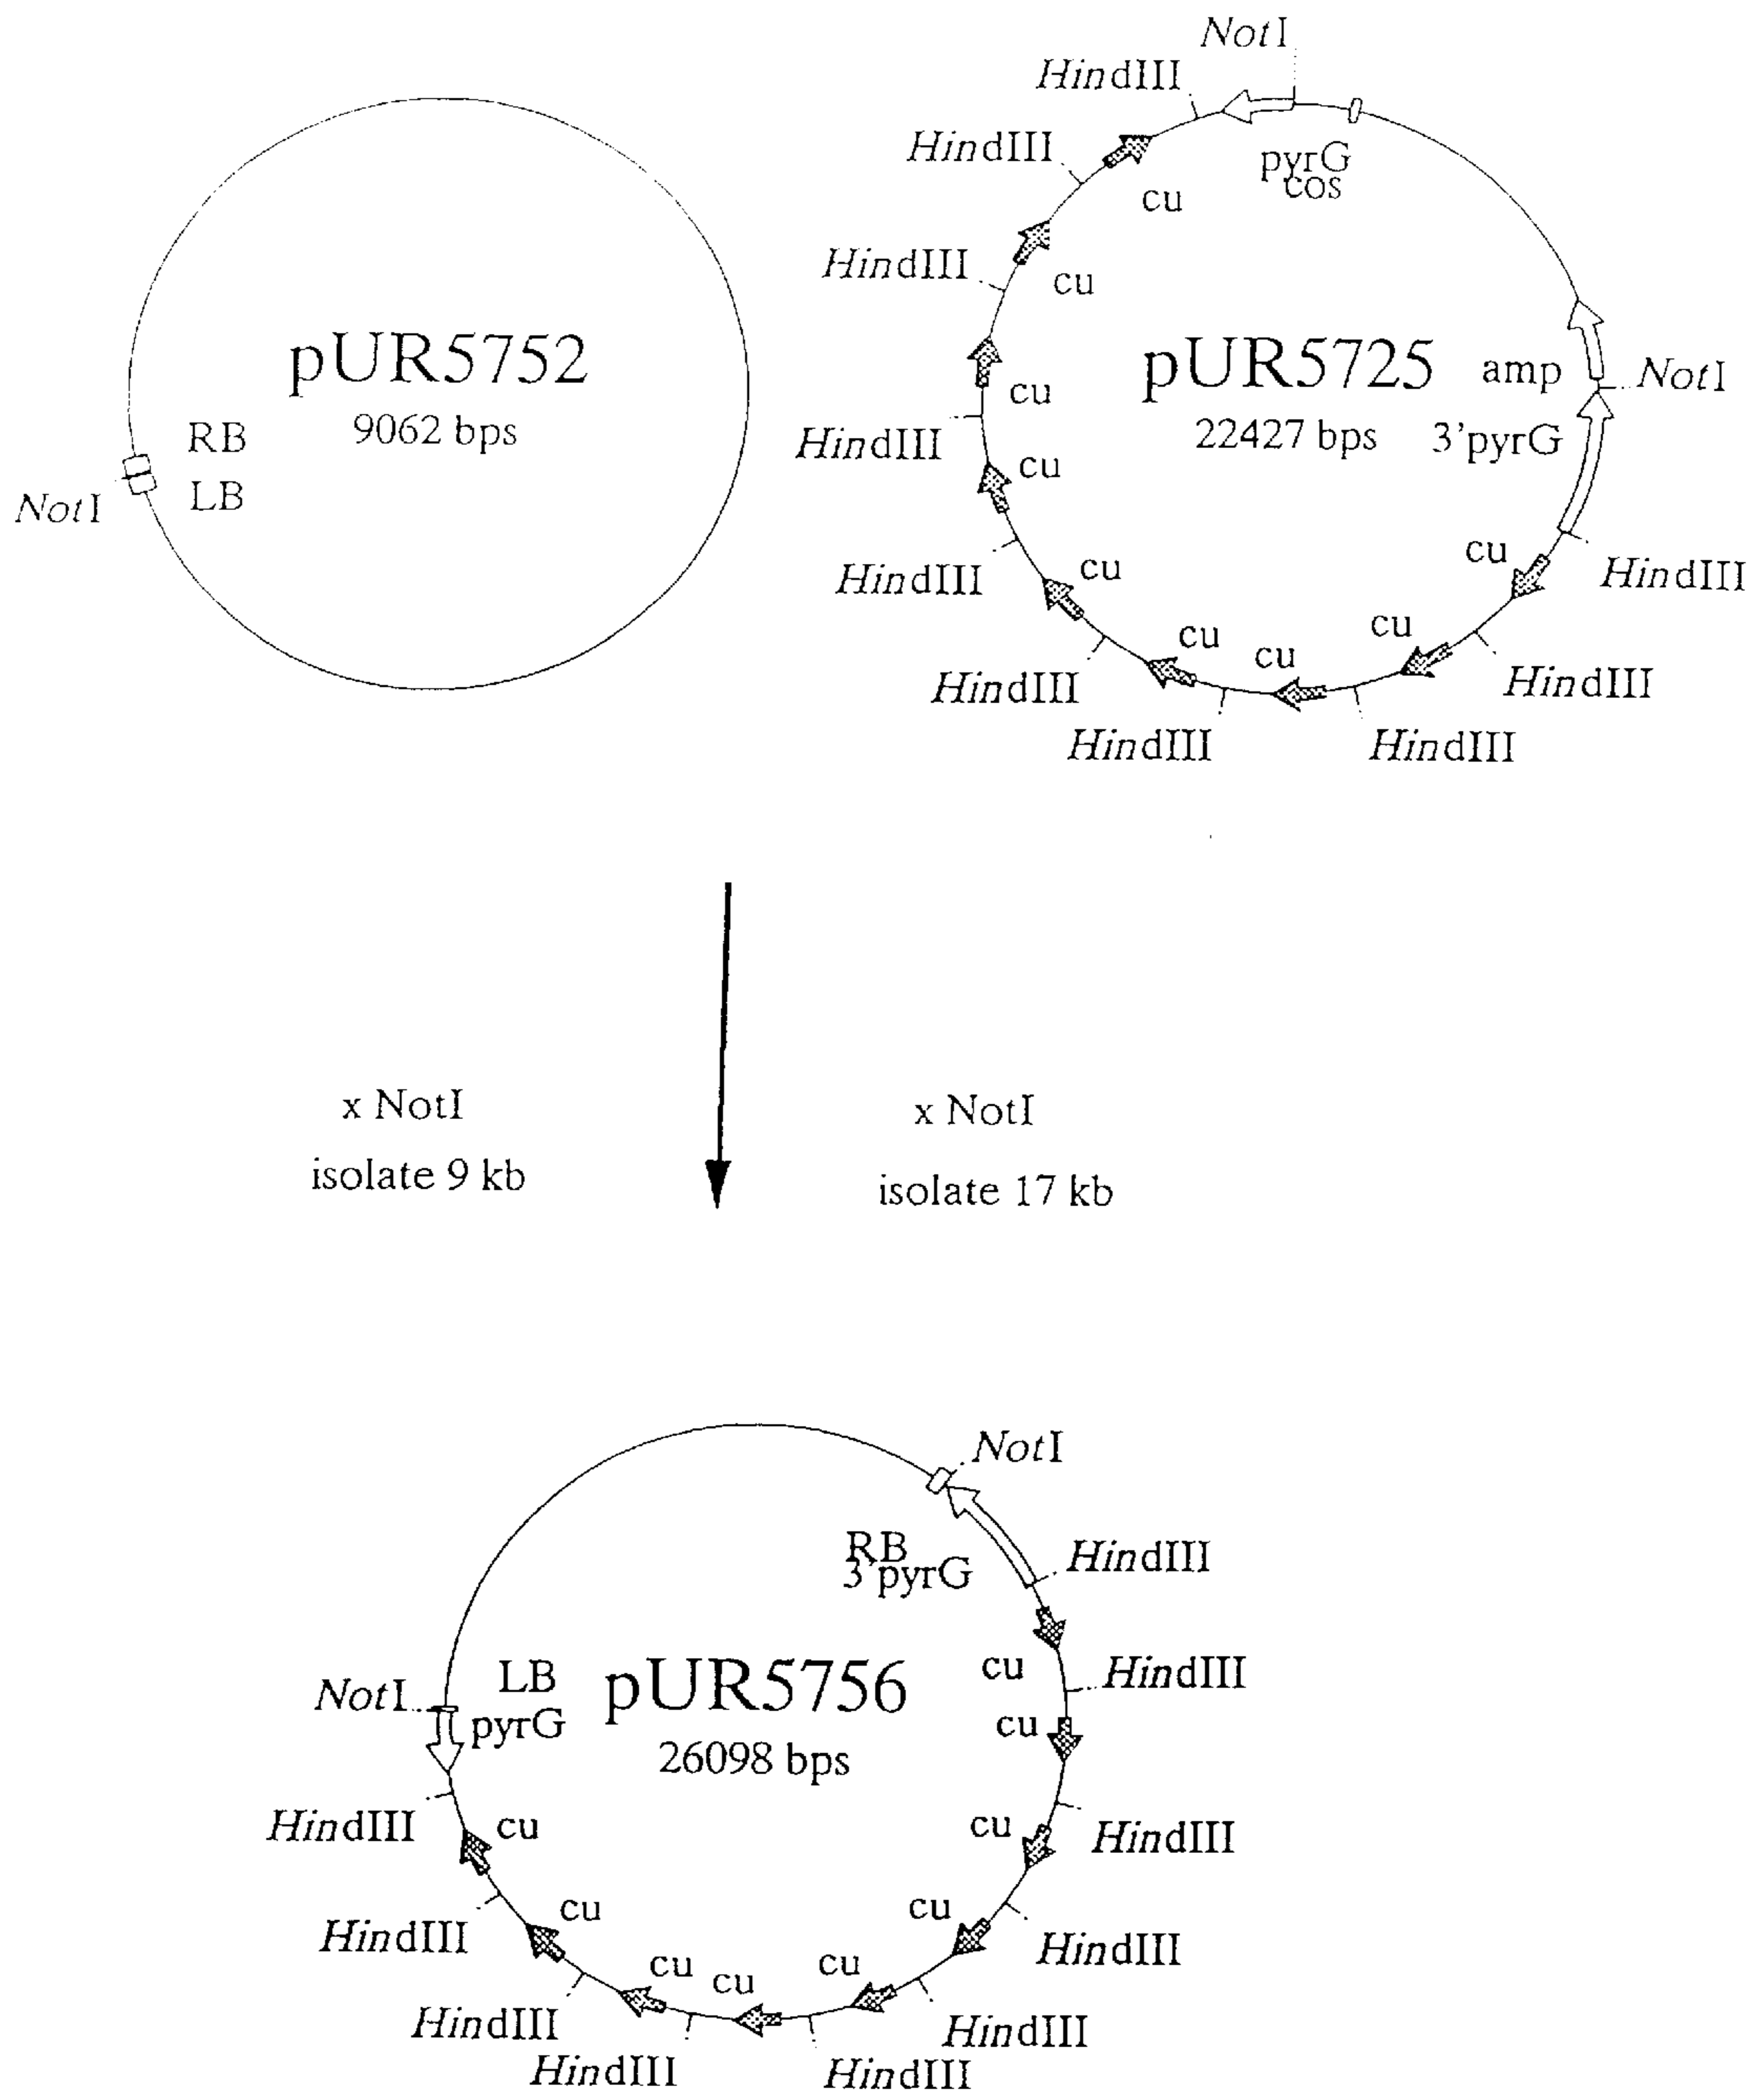 pUR5752
9062 bps
RB
LB
NotI
NotI
HindIII
HindIII
HindIII
HindIII
HindIII
HindIII
HindIII
HindIII
HindIII
HindIII
NotI
pyrG
cos
cu
cu
cu
cu
cu
cu
cu
cu
cu
pUR5725
22427 bps
amp
3'pyrG
x NotI
isolate 9 kb
x NotI
isolate 17 kb
NotI
RB
3'pyrG
HindIII
HindIII
HindIII
HindIII
HindIII
HindIII
HindIII
HindIII
HindIII
HindIII
NotI
LB
pyrG
pUR5756
26098 bps
cu
cu
cu
cu
cu
cu
cu
cu
cu